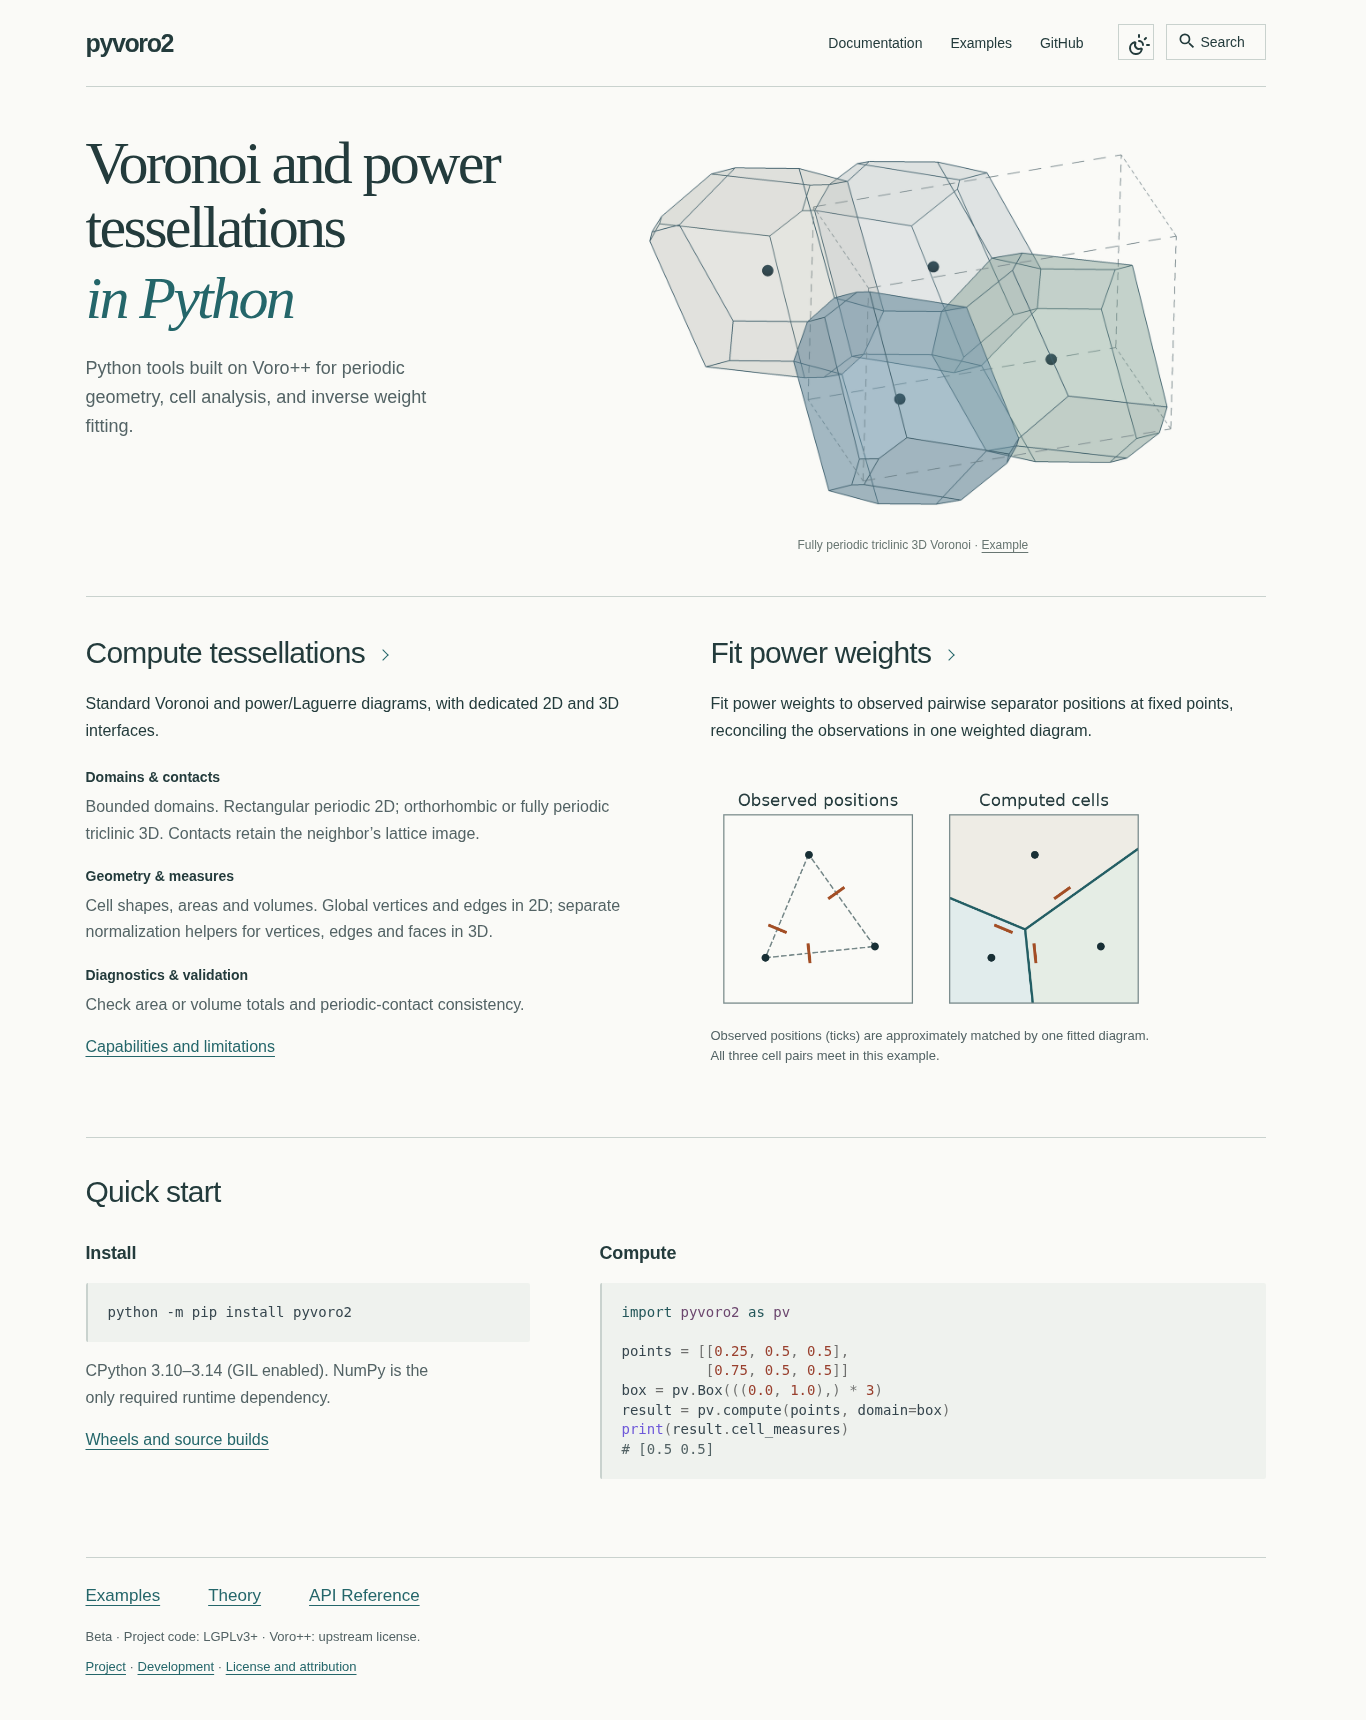 pyvoro2
Documentation Examples GitHub Search
Voronoi and power
tessellations
in Python
Python tools built on Voro++ for periodic
geometry, cell analysis, and inverse weight
fitting.
Fully periodic triclinic 3D Voronoi · Example
Compute tessellations
Standard Voronoi and power/Laguerre diagrams, with dedicated 2D and 3D
interfaces.
Domains & contacts
Bounded domains. Rectangular periodic 2D; orthorhombic or fully periodic
triclinic 3D. Contacts retain the neighbor’s lattice image.
Geometry & measures
Cell shapes, areas and volumes. Global vertices and edges in 2D; separate
normalization helpers for vertices, edges and faces in 3D.
Diagnostics & validation
Check area or volume totals and periodic-contact consistency.
Capabilities and limitations
Fit power weights
Fit power weights to observed pairwise separator positions at fixed points,
reconciling the observations in one weighted diagram.
Observed positions Computed cells
Observed positions (ticks) are approximately matched by one fitted diagram.
All three cell pairs meet in this example.
Quick start
Install
python -m pip install pyvoro2
CPython 3.10–3.14 (GIL enabled). NumPy is the
only required runtime dependency.
Wheels and source builds
Compute
import pyvoro2 as pv
points = [[0.25, 0.5, 0.5],
          [0.75, 0.5, 0.5]]
box = pv.Box(((0.0, 1.0),) * 3)
result = pv.compute(points, domain=box)
print(result.cell_measures)
# [0.5 0.5]
Examples Theory API Reference
Beta · Project code: LGPLv3+ · Voro++: upstream license.
Project · Development · License and attribution